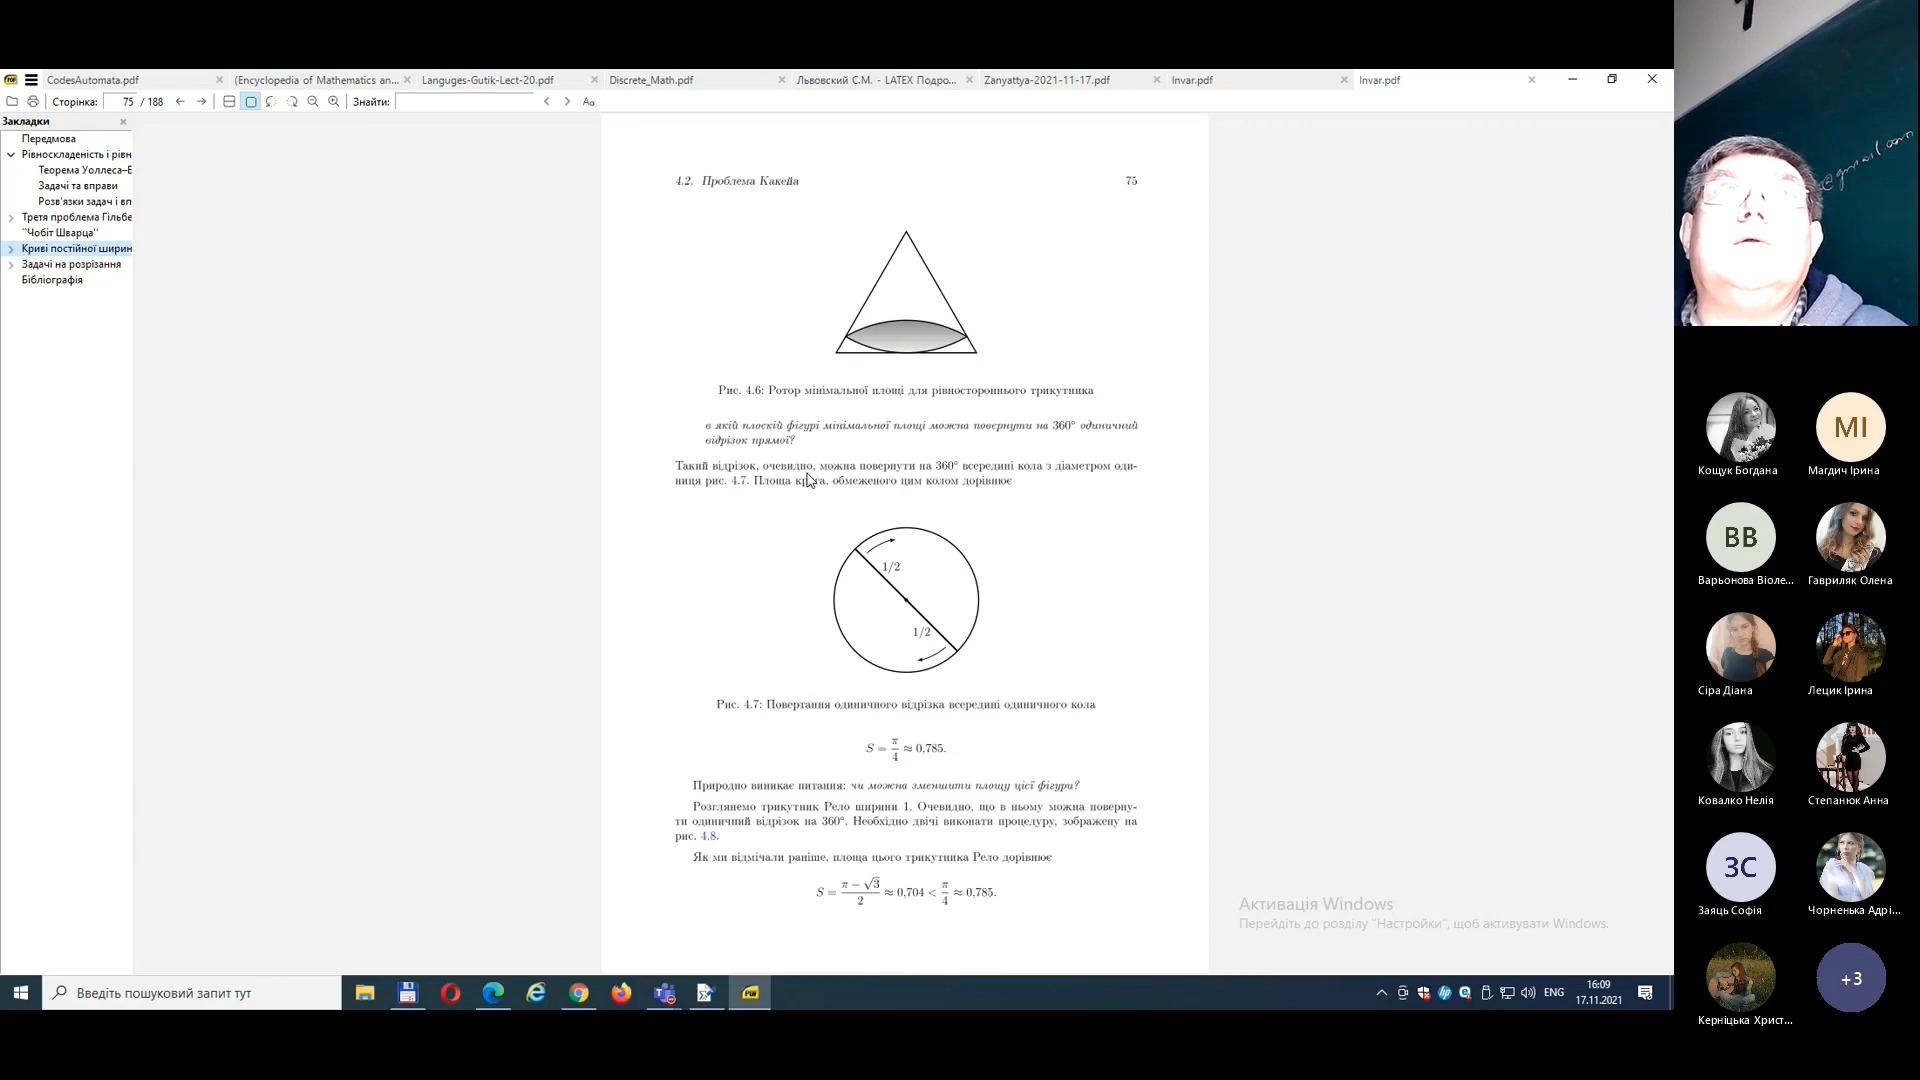 CodesAutomata.pdf
(Encyclopedia of Mathematics an...
Languges-Gutik-Lect-20.pdf
Discrete_Math.pdf
Львовский С.М. - LATEX Подро...
Zanyattya-2021-11-17.pdf
Invar.pdf
Invar.pdf
Сторінка: 75 / 188
Знайти:
Закладки
Передмова
Рівноскладеність і рівн
Теорема Уоллеса–Б
Задачі та вправи
Розв'язки задач і вп
Третя проблема Гільбе
``Чобіт Шварца''
Криві постійної ширин
Задачі на розрізання
Бібліографія
4.2. Проблема Какейа 75
Рис. 4.6: Ротор мінімальної площі для рівностороннього трикутника
в якій плоскій фігурі мінімальної площі можна повернути на 360° одиничний
відрізок прямої?
Такий відрізок, очевидно, можна повернути на 360° всередині кола з діаметром оди-
ниця рис. 4.7. Площа круга, обмеженого цим колом дорівнює
1/2
1/2
Рис. 4.7: Повертання одиничного відрізка всередині одиничного кола
S = π/4 ≈ 0,785.
Природно виникає питання: чи можна зменшити площу цієї фігури?
Розглянемо трикутник Рело ширини 1. Очевидно, що в ньому можна поверну-
ти одиничний відрізок на 360°. Необхідно двічі виконати процедуру, зображену на
рис. 4.8.
Як ми відмічали раніше, площа цього трикутника Рело дорівнює
S = (π − √3)/2 ≈ 0,704 < π/4 ≈ 0,785.
Активація Windows
Перейдіть до розділу "Настройки", щоб активувати Windows.
Введіть пошуковий запит тут
ENG
16:09
17.11.2021
@gmail.com
МІ
Кощук Богдана
Магдич Ірина
ВВ
Варьонова Віоле...
Гавриляк Олена
Сіра Діана
Лецик Ірина
Ковалко Нелія
Степанюк Анна
ЗС
Заяць Софія
Чорненька Адрі...
+3
Керніцька Христ...